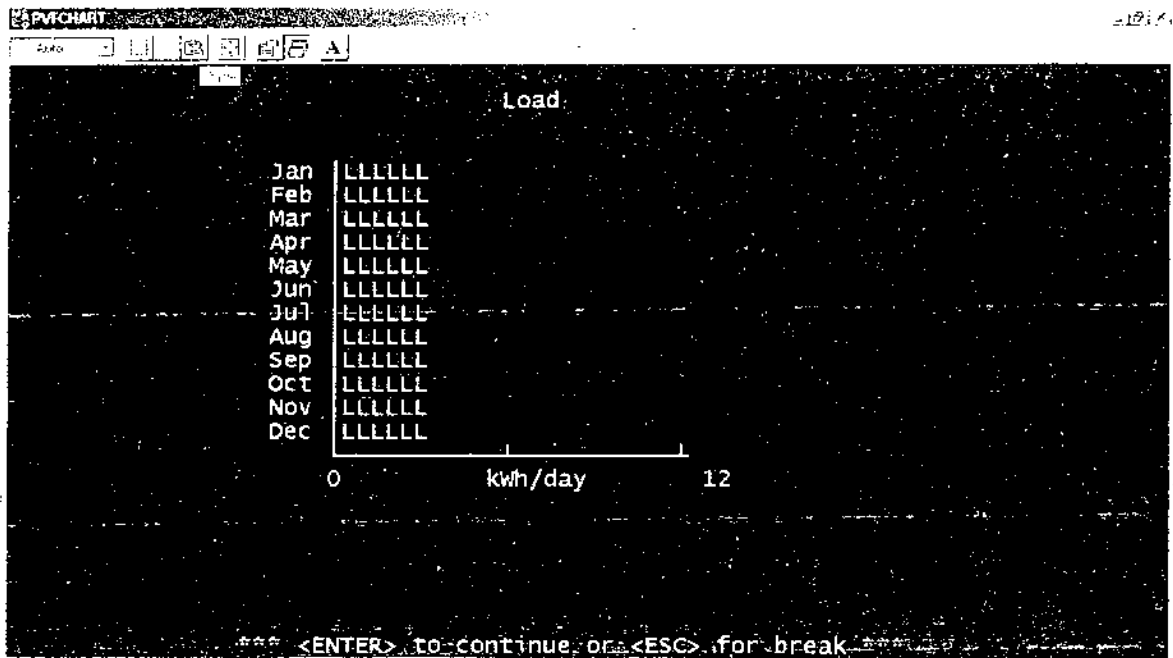 PVFCHART
Auto
A
Load
Jan LLLLLL
Feb LLLLLL
Mar LLLLLL
Apr LLLLLL
May LLLLLL
Jun LLLLLL
Jul LLLLLL
Aug LLLLLL
Sep LLLLLL
Oct LLLLLL
Nov LLLLLL
Dec LLLLLL
0 kWh/day 12
*** <ENTER> to continue or <ESC> for break ***